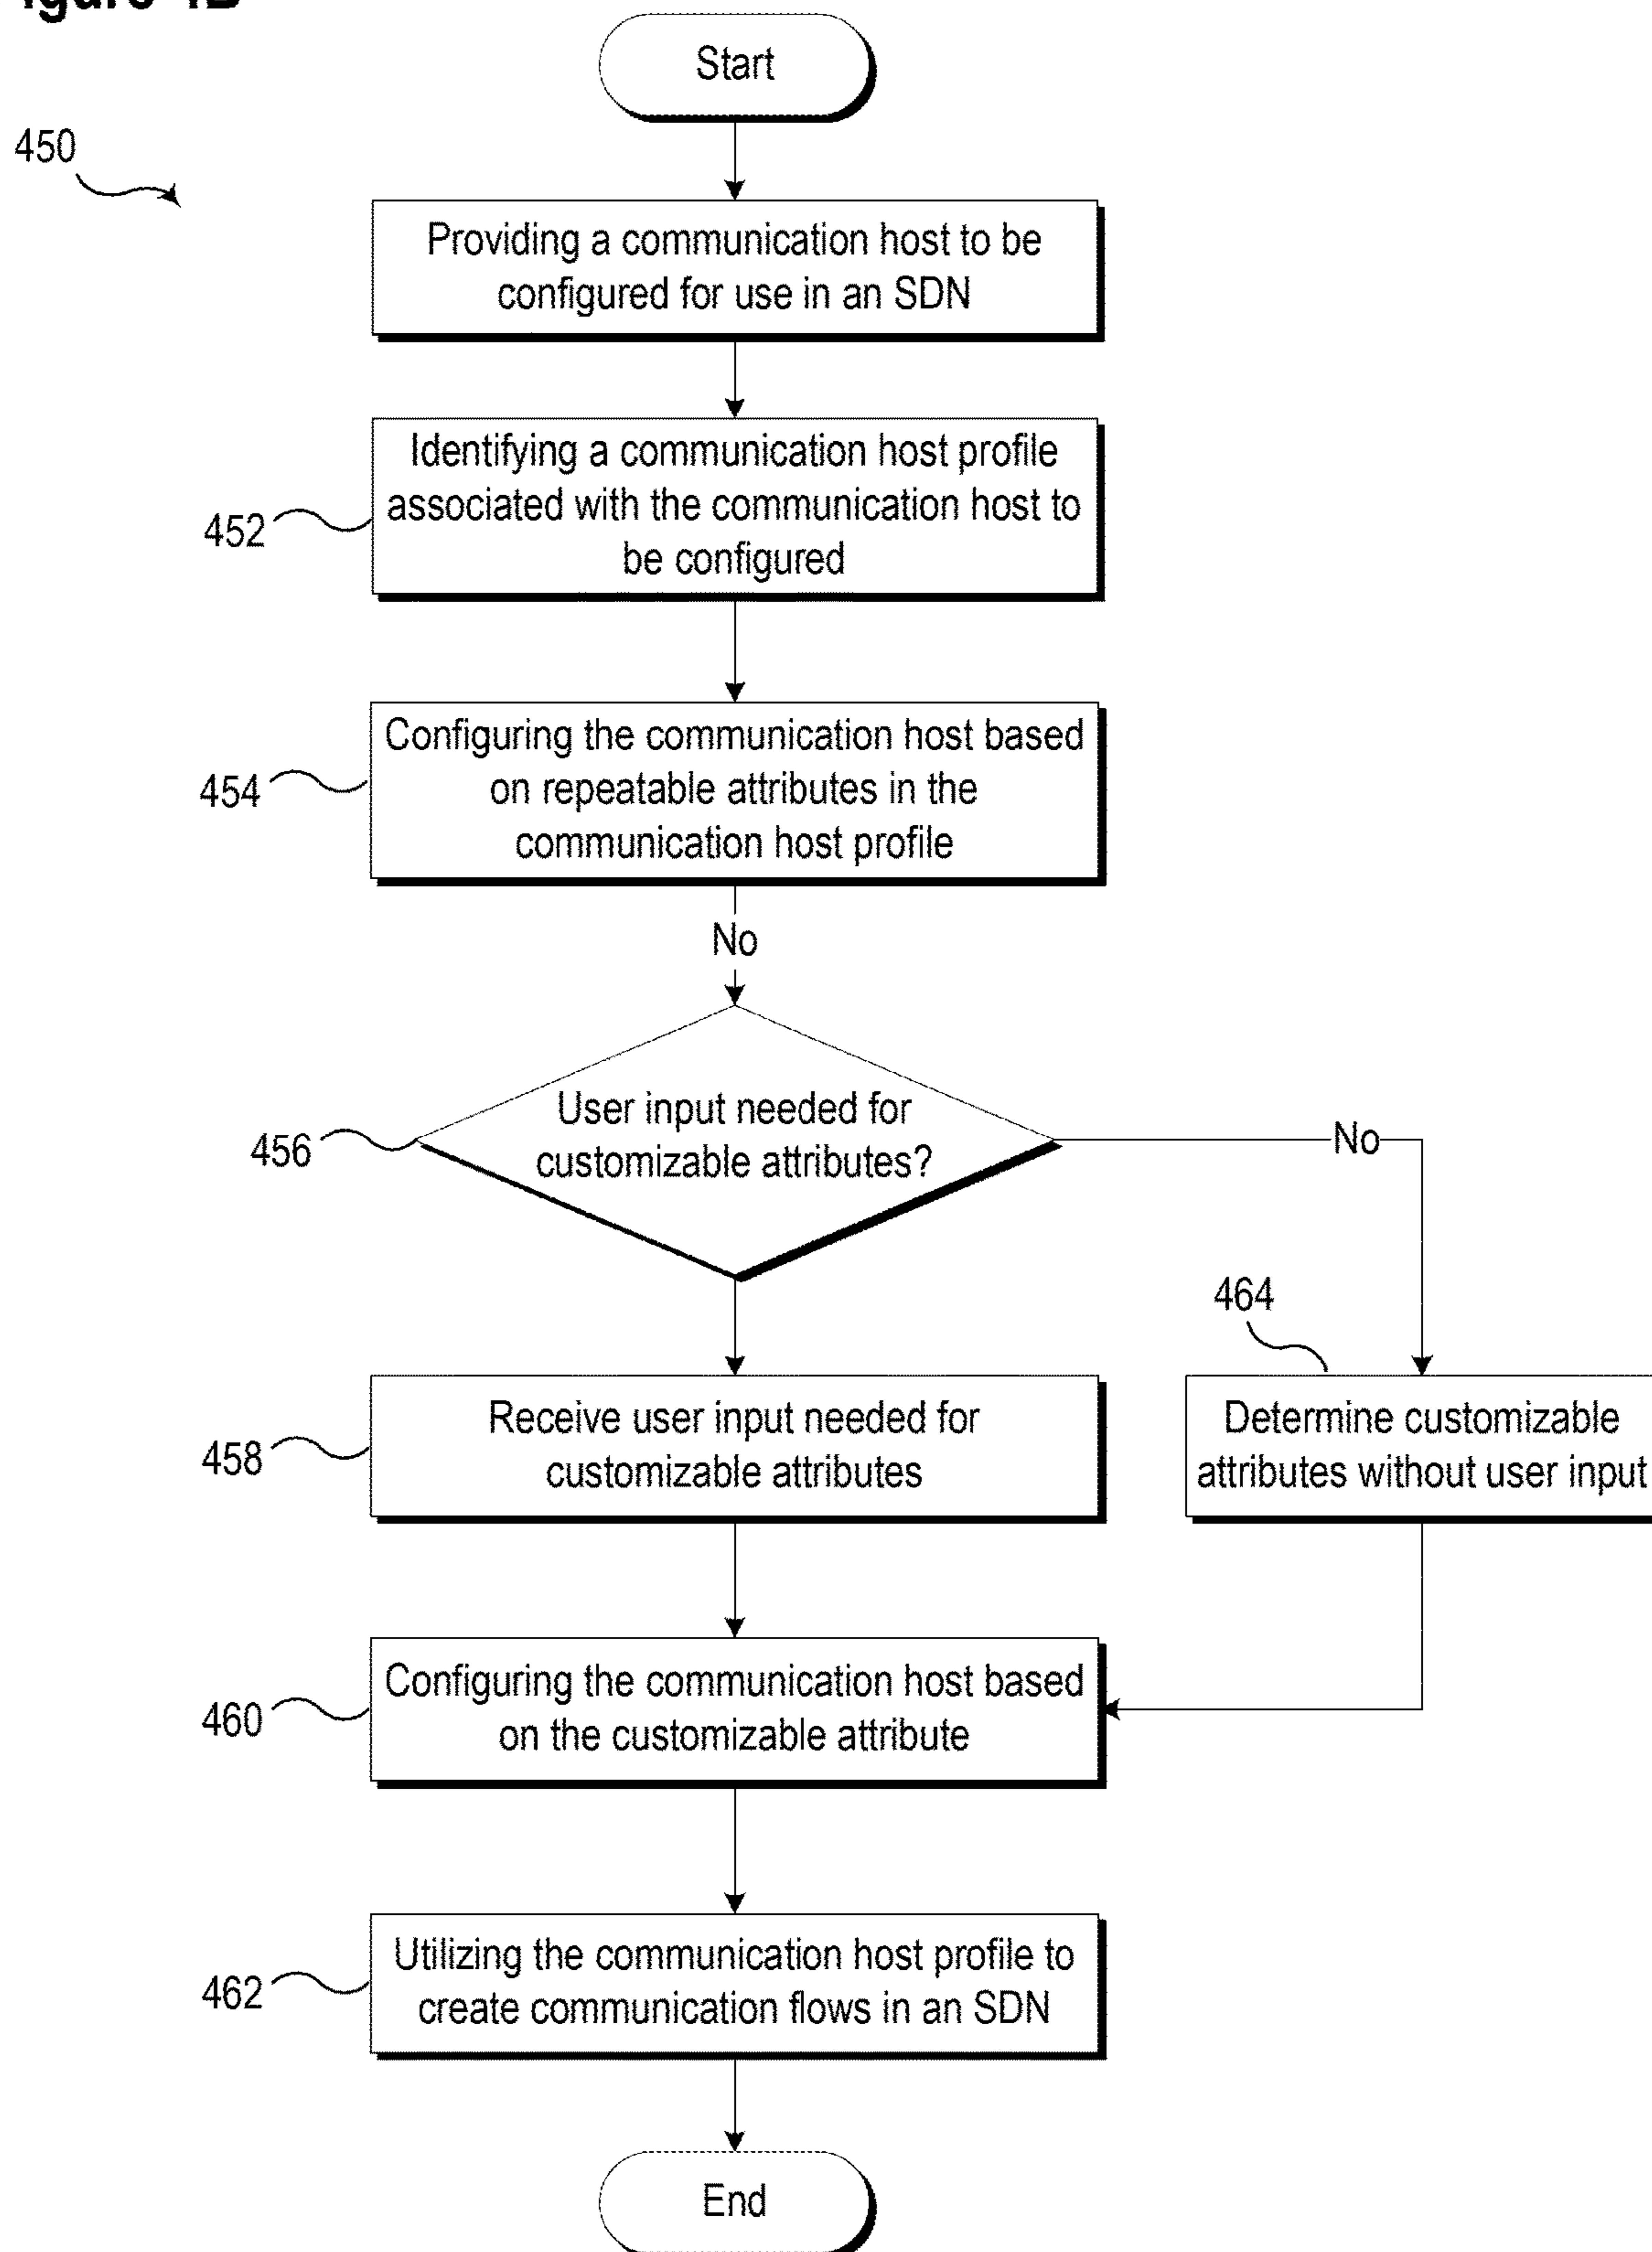 Start
450
Providing a communication host to be
configured for use in an SDN
Identifying a communication host profile
associated with the communication host to
be configured
452
Configuring the communication host based
on repeatable attributes in the
communication host profile
454
No
User input needed for
customizable attributes?
456
No
464
Receive user input needed for
customizable attributes
458
Determine customizable
attributes without user input
Configuring the communication host based
on the customizable attribute
460
Utilizing the communication host profile to
create communication flows in an SDN
462
End